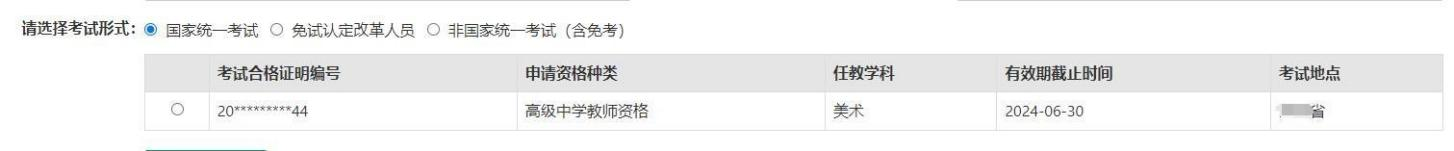 请选择考试形式: 国家统一考试 免试认定改革人员 非国家统一考试（含免考）
考试合格证明编号 申请资格种类 任教学科 有效期截止时间 考试地点
20*********44 高级中学教师资格 美术 2024-06-30 省